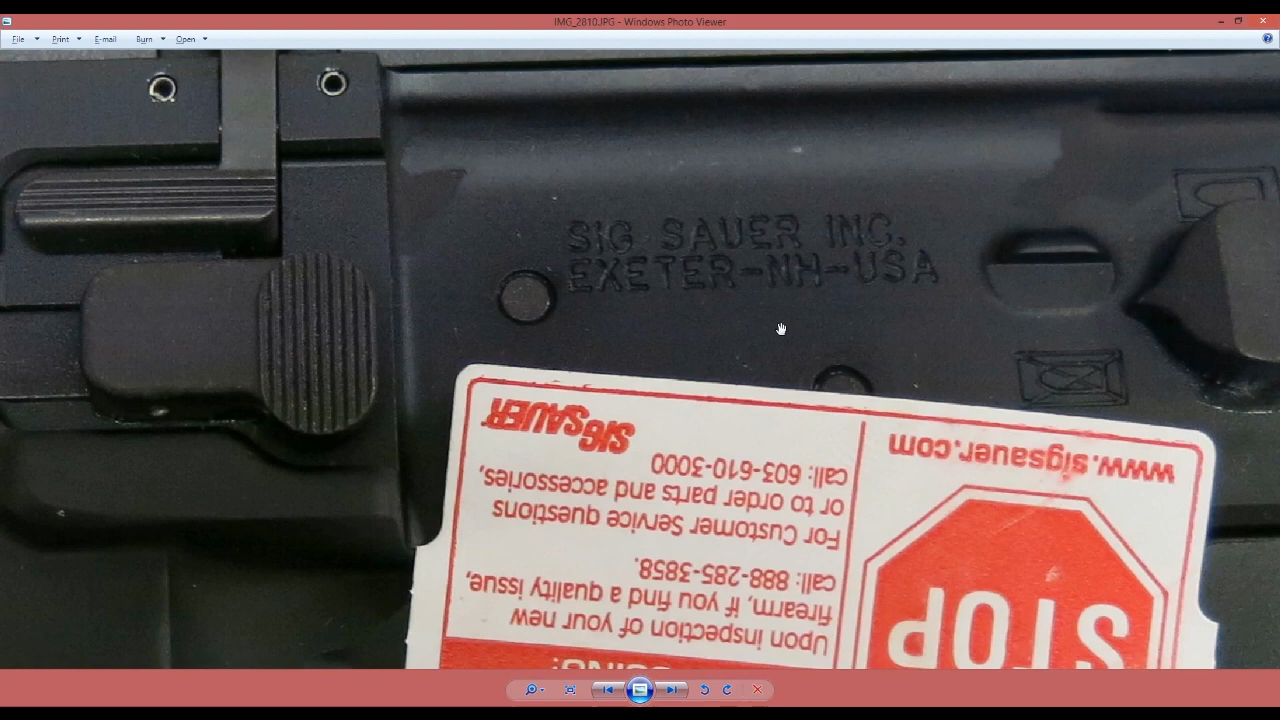 IMG_2810.JPG - Windows Photo Viewer
File Print E-mail Burn Open
SIG SAUER INC.
EXETER-NH-USA
www.sigsauer.com
STOP
SIG SAUER
Upon inspection of your new
firearm, if you find a quality issue,
call: 888-285-3858.
For Customer Service questions
or to order parts and accessories,
call: 603-610-3000